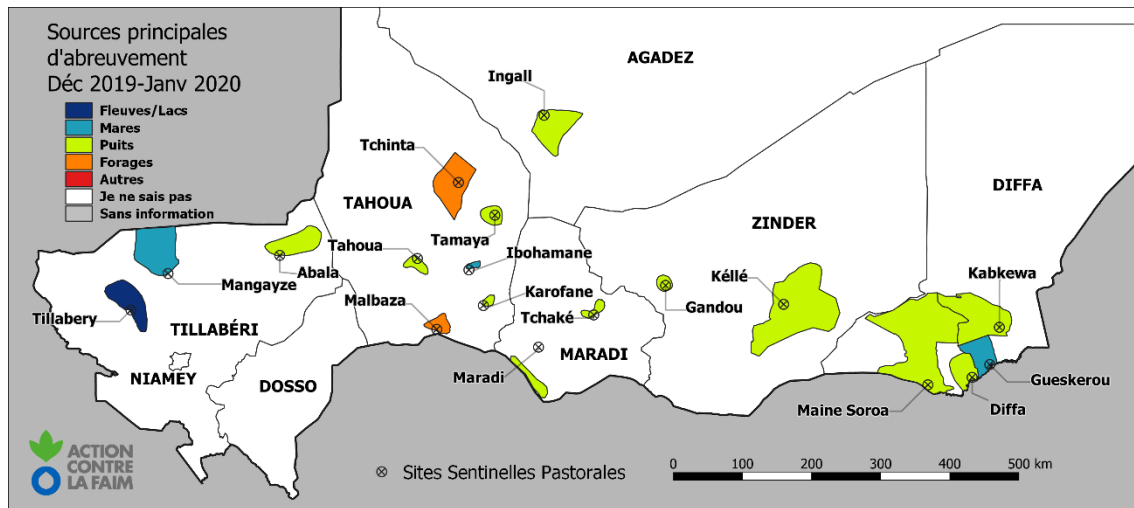 Sources principales
d'abreuvement
Déc 2019-Janv 2020
Fleuves/Lacs
Mares
Puits
Forages
Autres
Je ne sais pas
Sans information
AGADEZ
Ingall
Tchinta
DIFFA
TAHOUA
ZINDER
Tamaya
Tahoua
Ibohamane
Abala
Kéllé
Kabkewa
Mangayze
Malbaza
Karofane
Gandou
Tillabery
TILLABÉRI
Tchaké
MARADI
NIAMEY
DOSSO
Maradi
Gueskerou
Maine Soroa
Diffa
ACTION
CONTRE
LA FAIM
Sites Sentinelles Pastorales
0 100 200 300 400 500 km